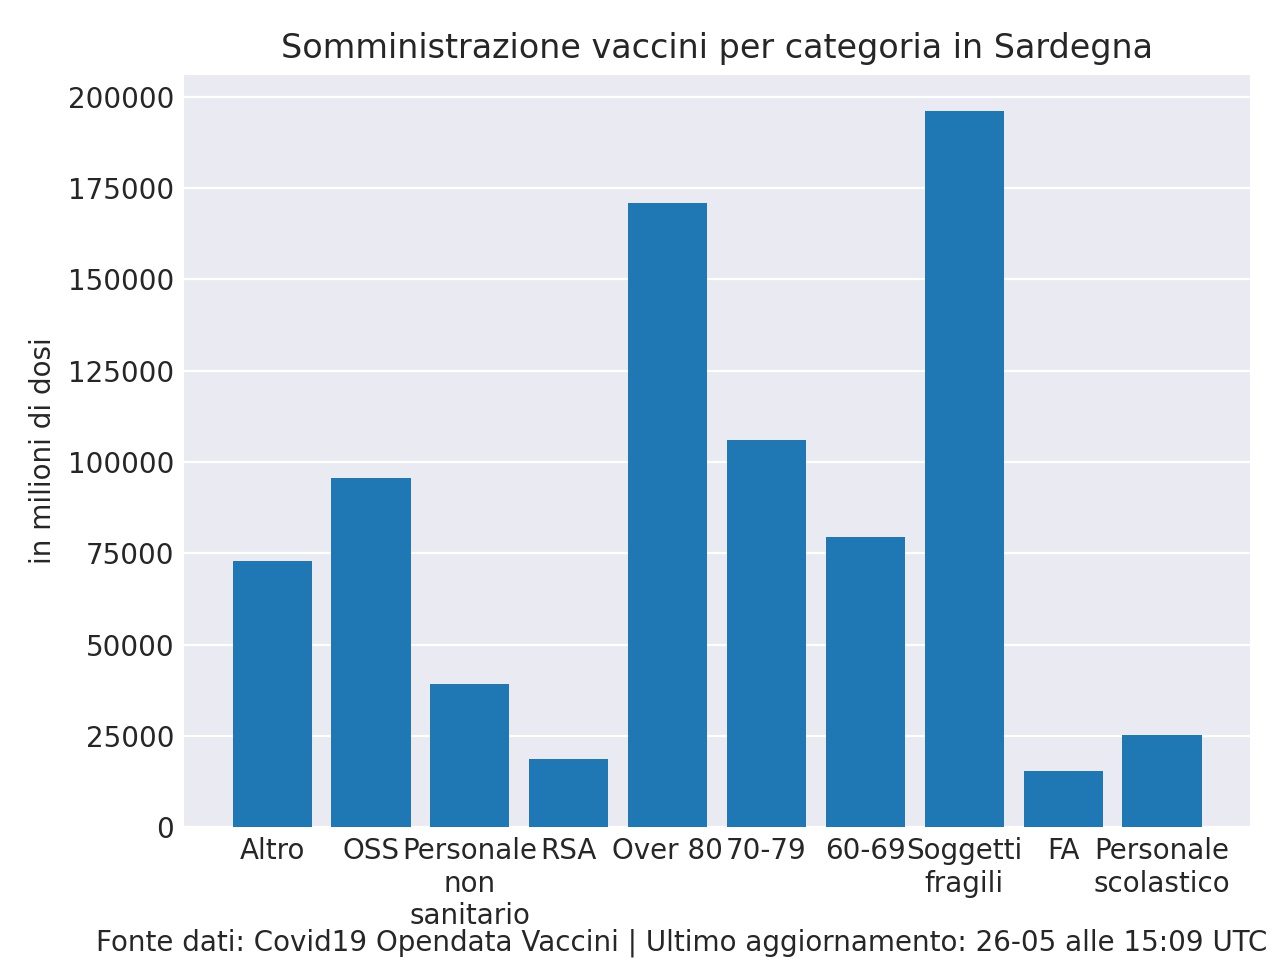 Somministrazione vaccini per categoria in Sardegna
200000
175000
150000
125000
100000
75000
50000
25000
0
in milioni di dosi
Altro
OSS
Personale
non
sanitario
RSA
Over 80
70-79
60-69
Soggetti
fragili
FA
Personale
scolastico
Fonte dati: Covid19 Opendata Vaccini | Ultimo aggiornamento: 26-05 alle 15:09 UTC